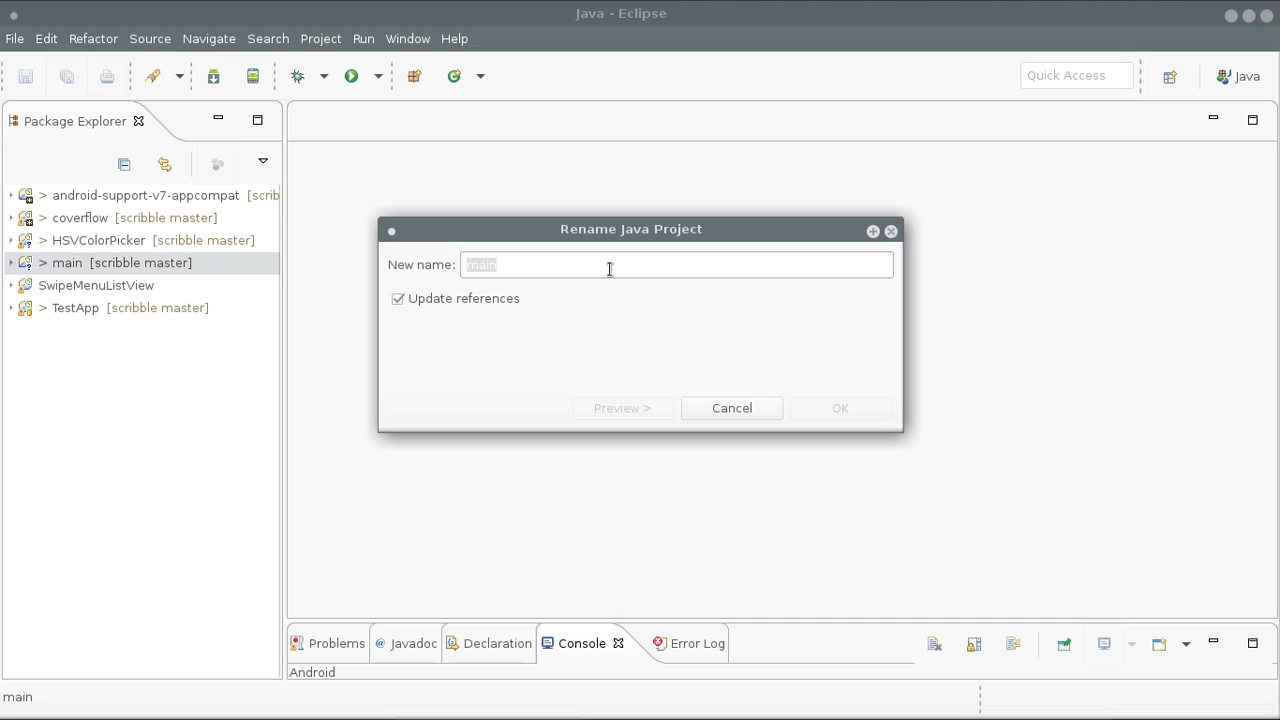 Java - Eclipse
File Edit Refactor Source Navigate Search Project Run Window Help
Quick Access
Java
Package Explorer
> android-support-v7-appcompat [scrib
> coverflow [scribble master]
> HSVColorPicker [scribble master]
> main [scribble master]
SwipeMenuListView
> TestApp [scribble master]
Rename Java Project
New name: main
Update references
Preview > Cancel OK
Problems @ Javadoc Declaration Console Error Log
Android
main